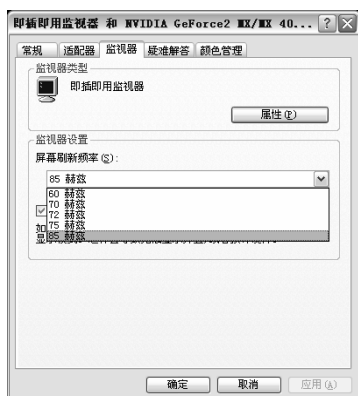 即插即用监视器 和 NVIDIA GeForce2 MX/MX 40...
常规 适配器 监视器 疑难解答 颜色管理
监视器类型
即插即用监视器
属性(P)
监视器设置
屏幕刷新频率(S):
85 赫兹
60 赫兹
70 赫兹
72 赫兹
75 赫兹
85 赫兹
确定 取消 应用(A)